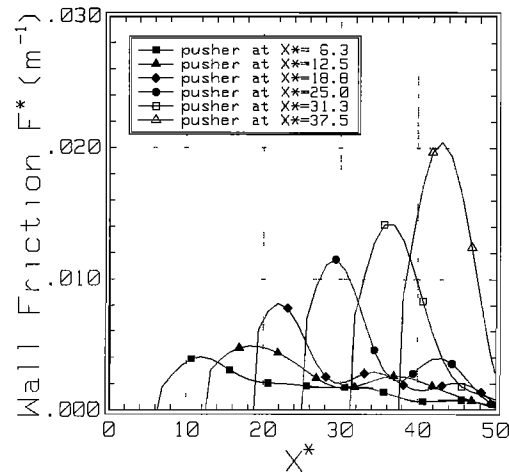 Wall Friction F* (m⁻¹)
.030
.020
.010
.000
pusher at X*= 6.3
pusher at X*=12.5
pusher at X*=18.8
pusher at X*=25.0
pusher at X*=31.3
pusher at X*=37.5
0 10 20 30 40 50
X*